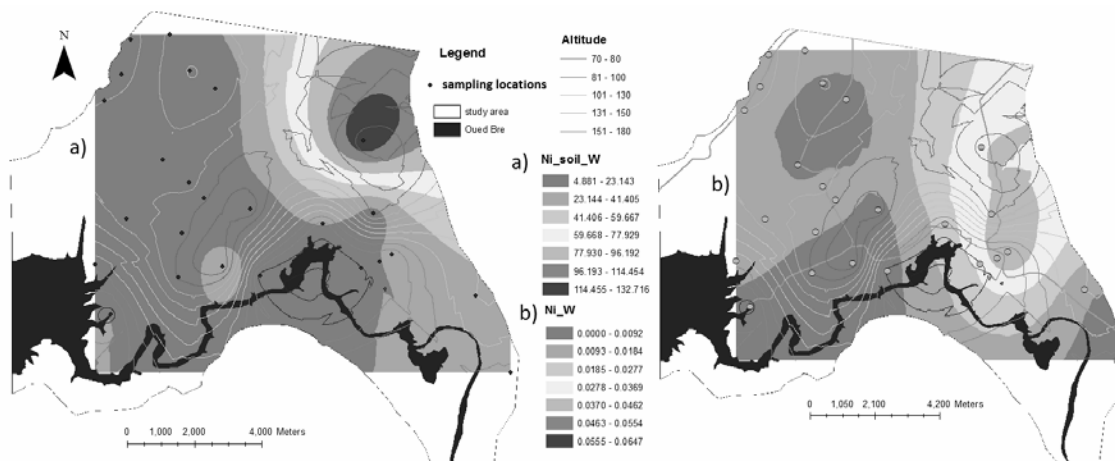 N
Legend
sampling locations
study area
Oued Bre
Altitude
70 - 80
81 - 100
101 - 130
131 - 150
151 - 180
a)
a) Ni_soil_W
4.881 - 23.143
23.144 - 41.405
41.406 - 59.667
59.668 - 77.929
77.930 - 96.192
96.193 - 114.454
114.455 - 132.716
b) Ni_W
0.0000 - 0.0092
0.0093 - 0.0184
0.0185 - 0.0277
0.0278 - 0.0369
0.0370 - 0.0462
0.0463 - 0.0554
0.0555 - 0.0647
b)
0 1,000 2,000 4,000 Meters
0 1,050 2,100 4,200 Meters